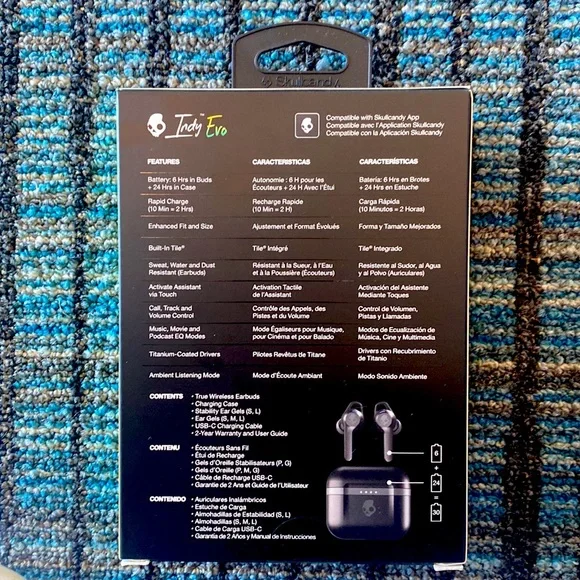 Skullcandy
Indy™ Evo
Compatible with Skullcandy App
Compatible avec l'Application Skullcandy
Compatible con la Aplicación Skullcandy
FEATURES
CARACTERISTICAS
CARACTERÍSTICAS
Battery: 6 Hrs in Buds
+ 24 Hrs in Case
Autonomie : 6 H pour les
Écouteurs + 24 H Avec l'Étui
Batería: 6 Hrs en Brotes
+ 24 Hrs en Estuche
Rapid Charge
(10 Min = 2 Hrs)
Recharge Rapide
(10 Min = 2 H)
Carga Rápida
(10 Minutos = 2 Horas)
Enhanced Fit and Size
Ajustement et Format Évolués
Forma y Tamaño Mejorados
Built-In Tile®
Tile® Intégré
Tile® Integrado
Sweat, Water and Dust
Resistant (Earbuds)
Résistant à la Sueur, à l'Eau
et à la Poussière (Écouteurs)
Resistente al Sudor, al Agua
y al Polvo (Auriculares)
Activate Assistant
via Touch
Activation Tactile
de l'Assistant
Activación del Asistente
Mediante Toques
Call, Track and
Volume Control
Contrôle des Appels, des
Pistes et du Volume
Control de Volumen,
Pistas y Llamadas
Music, Movie and
Podcast EQ Modes
Mode Égaliseurs pour Musique,
pour Cinéma et pour Balado
Modos de Ecualización de
Música, Cine y Multimedia
Titanium-Coated Drivers
Pilotes Revêtus de Titane
Drivers con Recubrimiento
de Titanio
Ambient Listening Mode
Mode d'Écoute Ambiant
Modo Sonido Ambiente
CONTENTS
• True Wireless Earbuds
• Charging Case
• Stability Ear Gels (S, L)
• Ear Gels (S, M, L)
• USB-C Charging Cable
• 2-Year Warranty and User Guide
CONTENU
• Écouteurs Sans Fil
• Étui de Recharge
• Gels d'Oreille Stabilisateurs (P, G)
• Gels d'Oreille (P, M, G)
• Câble de Recharge USB-C
• Garantie de 2 Ans et Guide de l'Utilisateur
CONTENIDO
• Auriculares Inalámbricos
• Estuche de Carga
• Almohadillas de Estabilidad (S, L)
• Almohadillas (S, M, L)
• Cable de Carga USB-C
• Garantía de 2 Años y Manual de Instrucciones
6
+
24
=
30